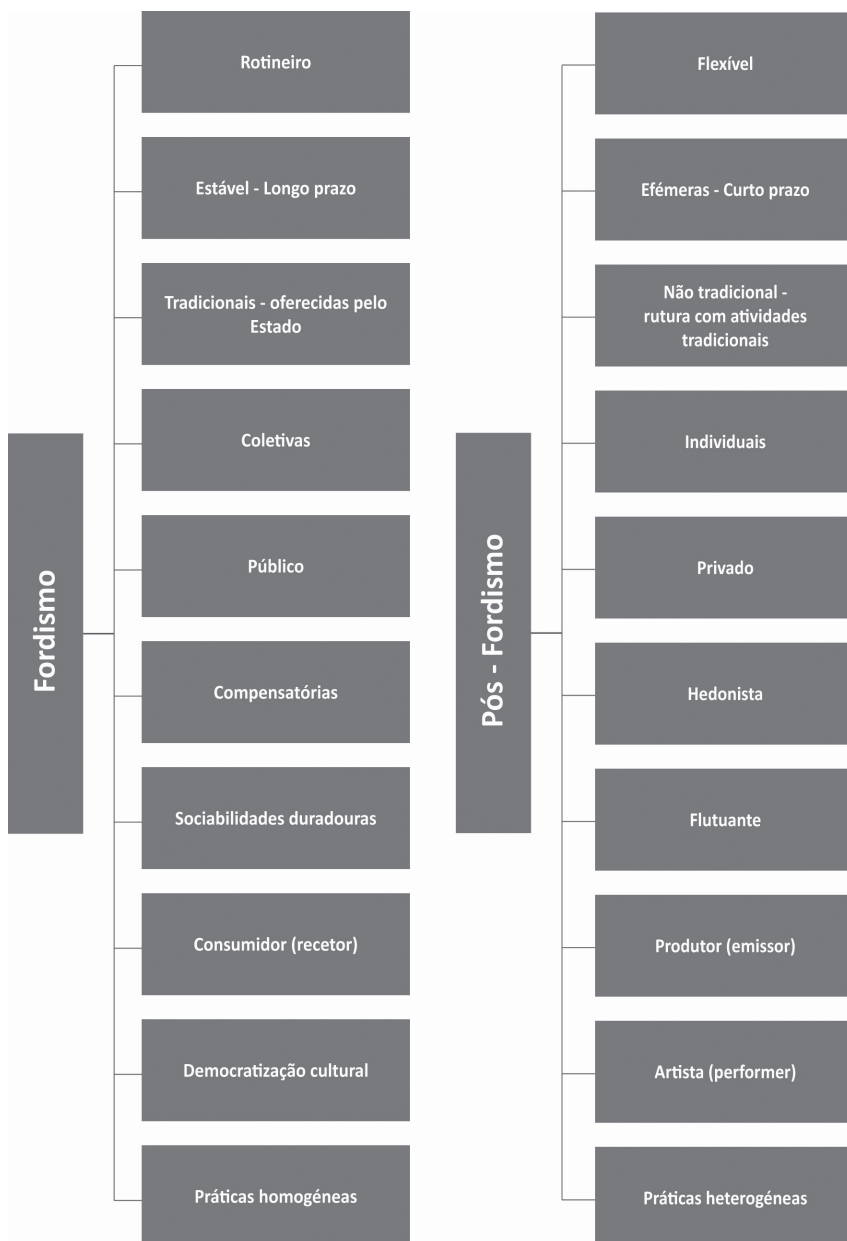 Fordismo
Rotineiro
Estável - Longo prazo
Tradicionais - oferecidas pelo
Estado
Coletivas
Público
Compensatórias
Sociabilidades duradouras
Consumidor (recetor)
Democratização cultural
Práticas homogéneas
Pós - Fordismo
Flexível
Efémeras - Curto prazo
Não tradicional -
rutura com atividades
tradicionais
Individuais
Privado
Hedonista
Flutuante
Produtor (emissor)
Artista (performer)
Práticas heterogéneas